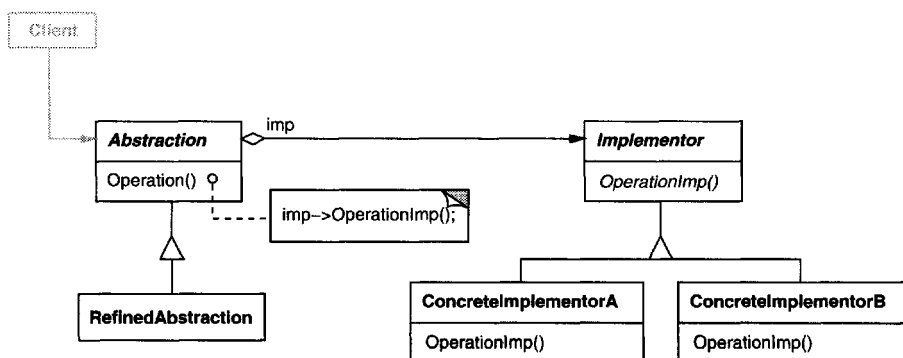 Client
imp
Abstraction
Implementor
Operation()
OperationImp()
imp->OperationImp();
RefinedAbstraction
ConcreteImplementorA
ConcreteImplementorB
OperationImp()
OperationImp()